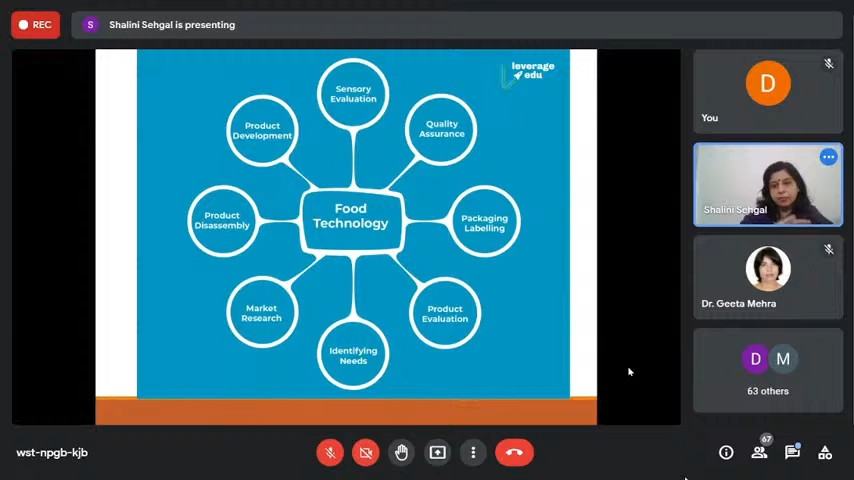 REC
S
Shalini Sehgal is presenting
leverage
edu
Sensory
Evaluation
Product
Development
Quality
Assurance
Food
Technology
Product
Disassembly
Packaging
Labelling
Market
Research
Product
Evaluation
Identifying
Needs
D
You
Shalini Sehgal
Dr. Geeta Mehra
D M
63 others
wst-npgb-kjb
67